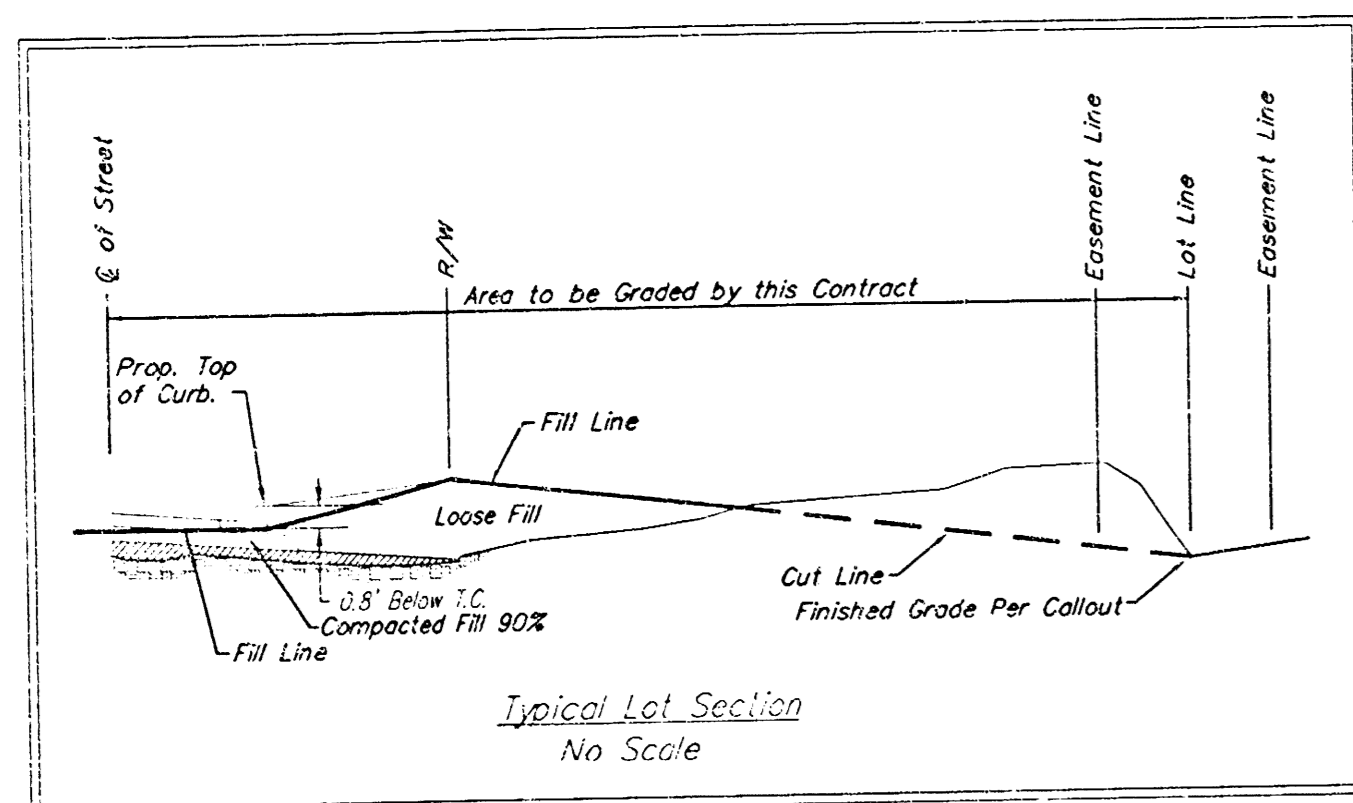 ℄ of Street
R/W
Easement Line
Lot Line
Easement Line
Area to be Graded by this Contract
Prop. Top
of Curb.
Fill Line
Loose Fill
0.8' Below T.C.
Compacted Fill 90%
Fill Line
Cut Line
Finished Grade Per Callout
Typical Lot Section
No Scale